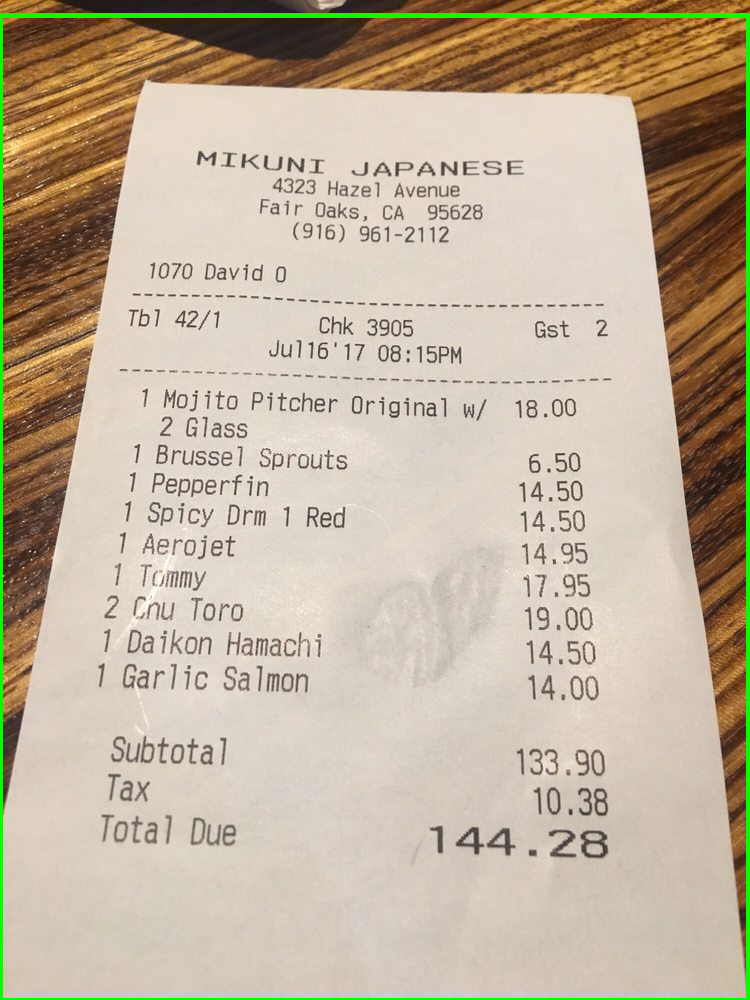 MIKUNI JAPANESE
4323 Hazel Avenue
Fair Oaks, CA 95628
(916) 961-2112
1070 David O
Tbl 42/1 Chk 3905 Gst 2
Jul16'17 08:15PM
1 Mojito Pitcher Original w/ 18.00
2 Glass
1 Brussel Sprouts 6.50
1 Pepperfin 14.50
1 Spicy Drm 1 Red 14.50
1 Aerojet 14.95
1 Tommy 17.95
2 Chu Toro 19.00
1 Daikon Hamachi 14.50
1 Garlic Salmon 14.00
Subtotal 133.90
Tax 10.38
Total Due 144.28